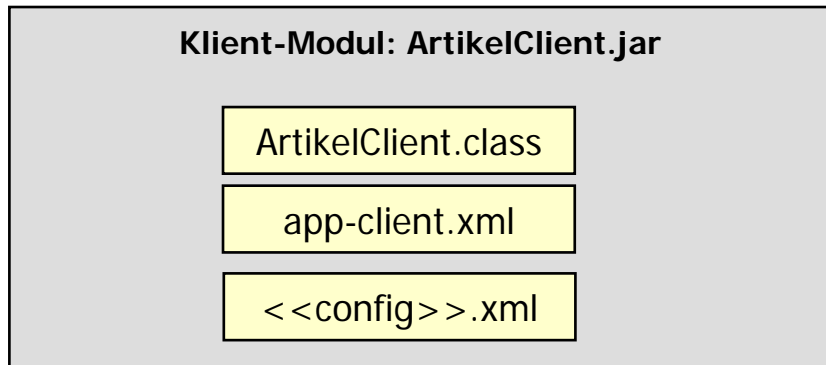 Klient-Modul: ArtikelClient.jar
ArtikelClient.class
app-client.xml
<<config>>.xml